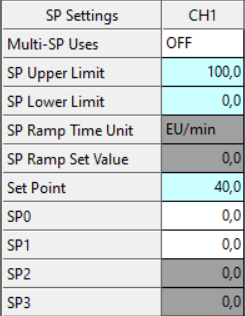 SP Settings CH1
Multi-SP Uses OFF
SP Upper Limit 100,0
SP Lower Limit 0,0
SP Ramp Time Unit EU/min
SP Ramp Set Value 0,0
Set Point 40,0
SP0 0,0
SP1 0,0
SP2 0,0
SP3 0,0